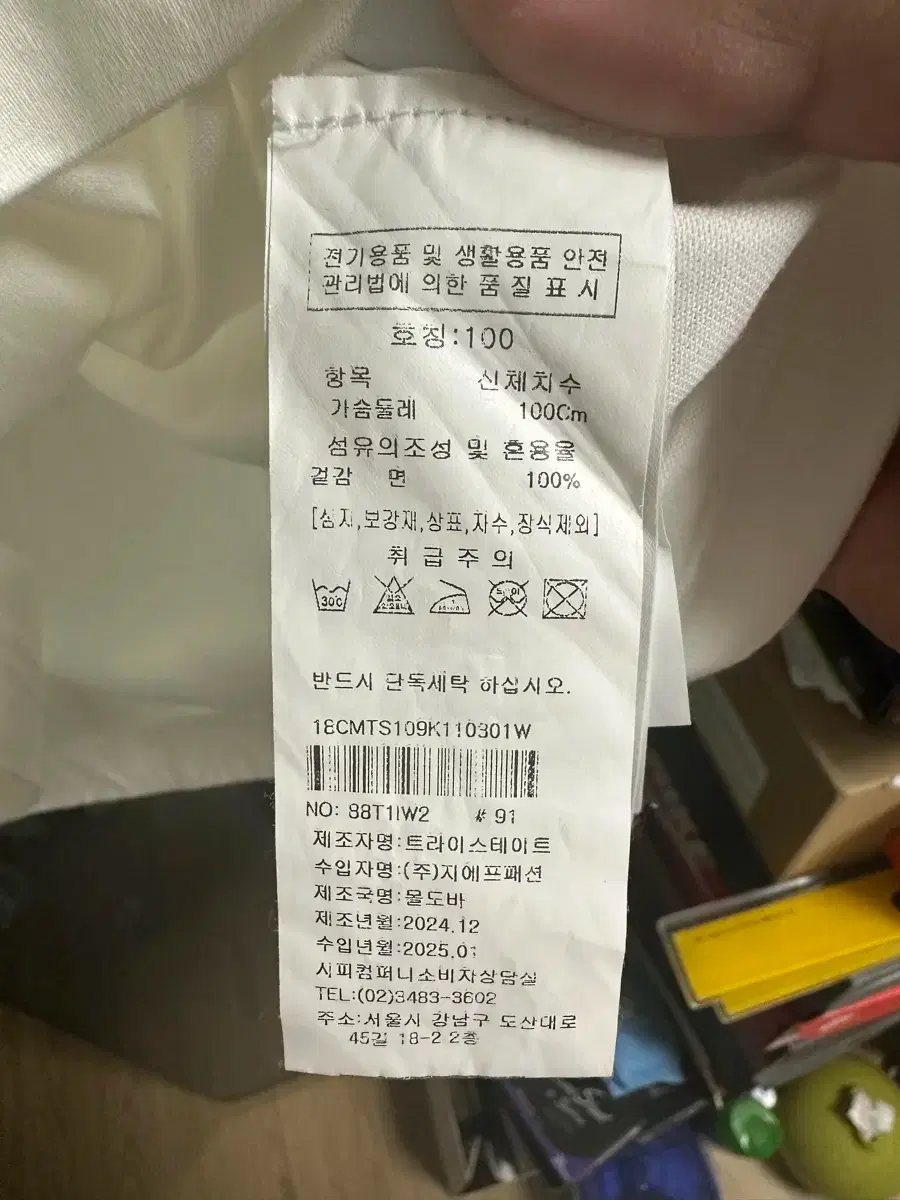 전기용품 및 생활용품 안전
관리법에 의한 품 질 표 시
호칭:100
항목 신체치수
가슴둘레 100Cm
섬유의조성 및 혼용율
겉감 면 100%
[심지,보강재,상표,자수,장식제외]
취 급 주 의
30℃
반드시 단독세탁 하십시오.
18CMTS109K110301W
NO: 88T1IW2 # 91
제조자명:트라이스테이트
수입자명:(주)지에프패션
제조국명:몰도바
제조년월:2024.12
수입년월:2025.01
시피컴퍼니소비자상담실
TEL:(02)3483-3602
주소:서울시 강남구 도산대로
45길 18-2 2층